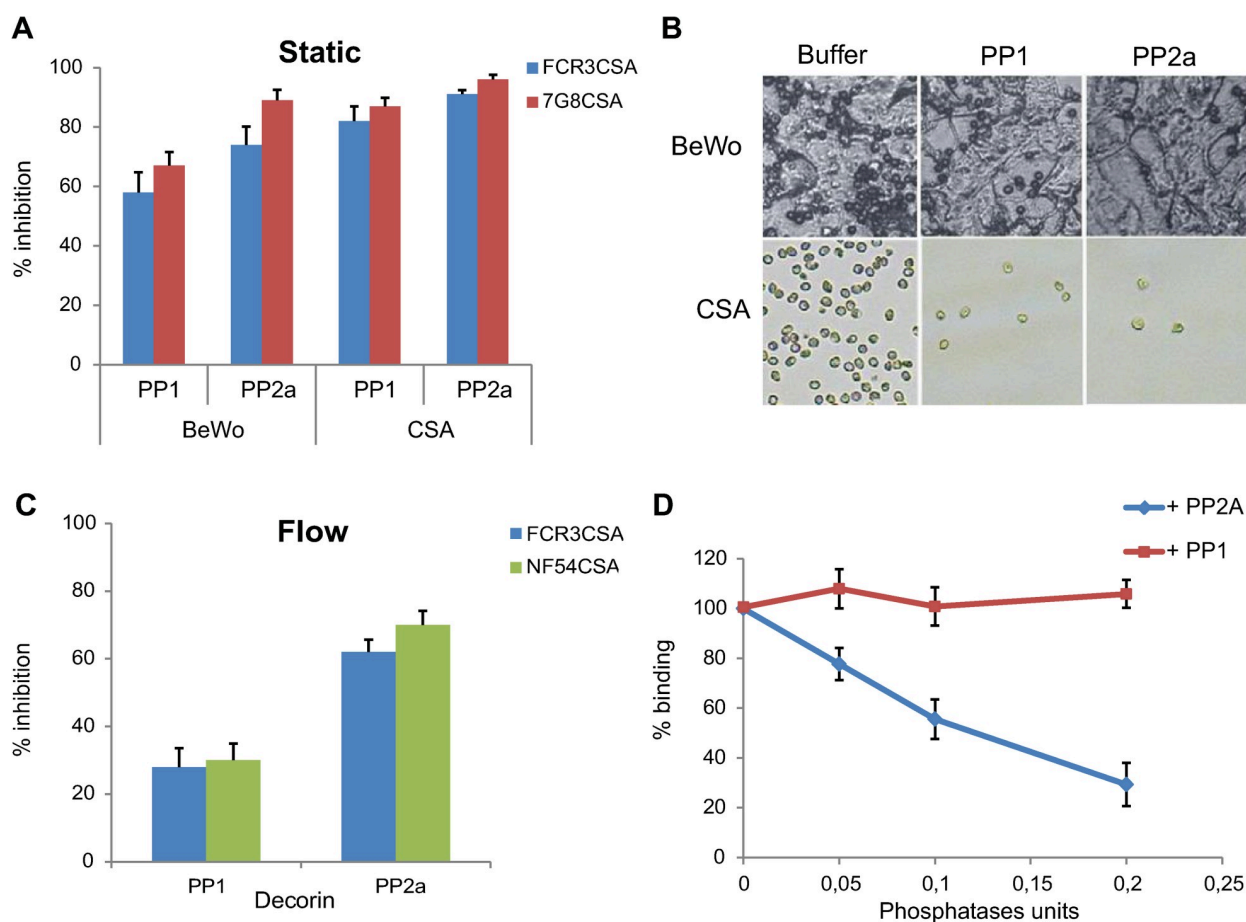 A
Static
FCR3CSA
7G8CSA
% inhibition
100
80
60
40
20
0
PP1
PP2a
PP1
PP2a
BeWo
CSA
B
Buffer
PP1
PP2a
BeWo
CSA
C
Flow
FCR3CSA
NF54CSA
% inhibition
100
80
60
40
20
0
PP1
PP2a
Decorin
D
+ PP2A
+ PP1
% binding
120
100
80
60
40
20
0
0
0,05
0,1
0,15
0,2
0,25
Phosphatases units